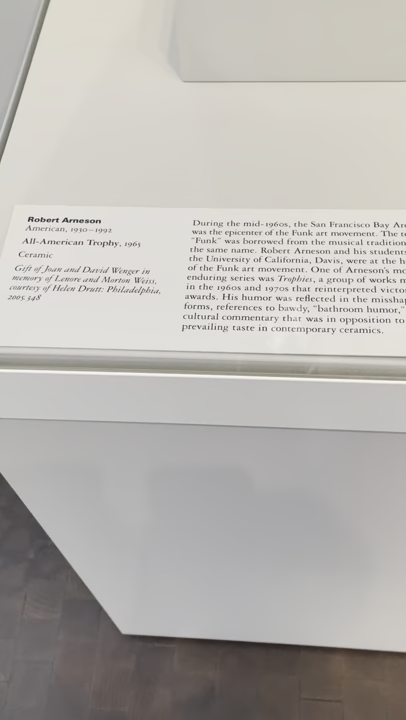 Robert Arneson
American, 1930–1992
All-American Trophy, 1965
Ceramic
Gift of Joan and David Wenger in
memory of Lenore and Morton Weiss,
courtesy of Helen Drutt: Philadelphia,
2005.548
During the mid-1960s, the San Francisco Bay
was the epicenter of the Funk art movement. The
"Funk" was borrowed from the musical tradition
the same name. Robert Arneson and his students
the University of California, Davis, were at the
of the Funk art movement. One of Arneson's
enduring series was Trophies, a group of works
in the 1960s and 1970s that reinterpreted
awards. His humor was reflected in the
forms, references to bawdy, "bathroom humor,"
cultural commentary that was in opposition to
prevailing taste in contemporary ceramics.